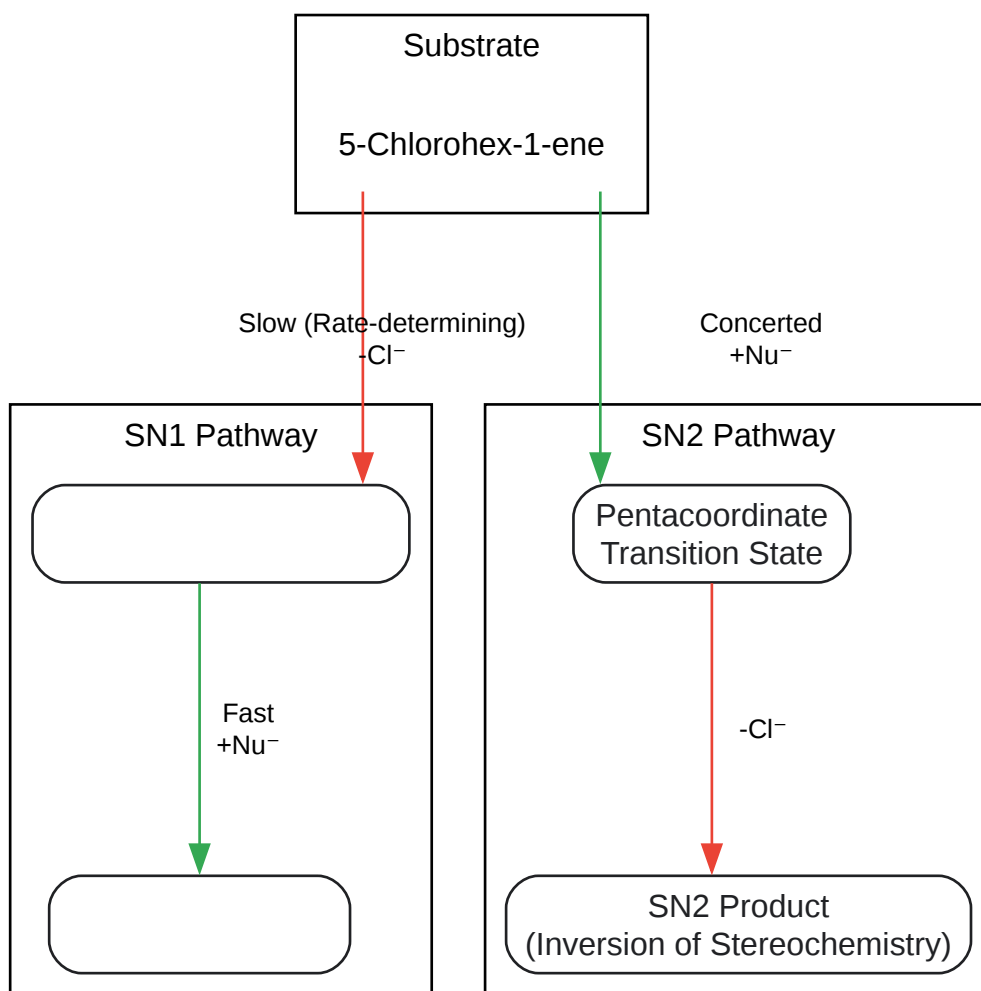 Substrate
5-Chlorohex-1-ene
Slow (Rate-determining)
-Cl⁻
Concerted
+Nu⁻
SN1 Pathway
SN2 Pathway
Pentacoordinate
Transition State
Fast
+Nu⁻
-Cl⁻
SN2 Product
(Inversion of Stereochemistry)